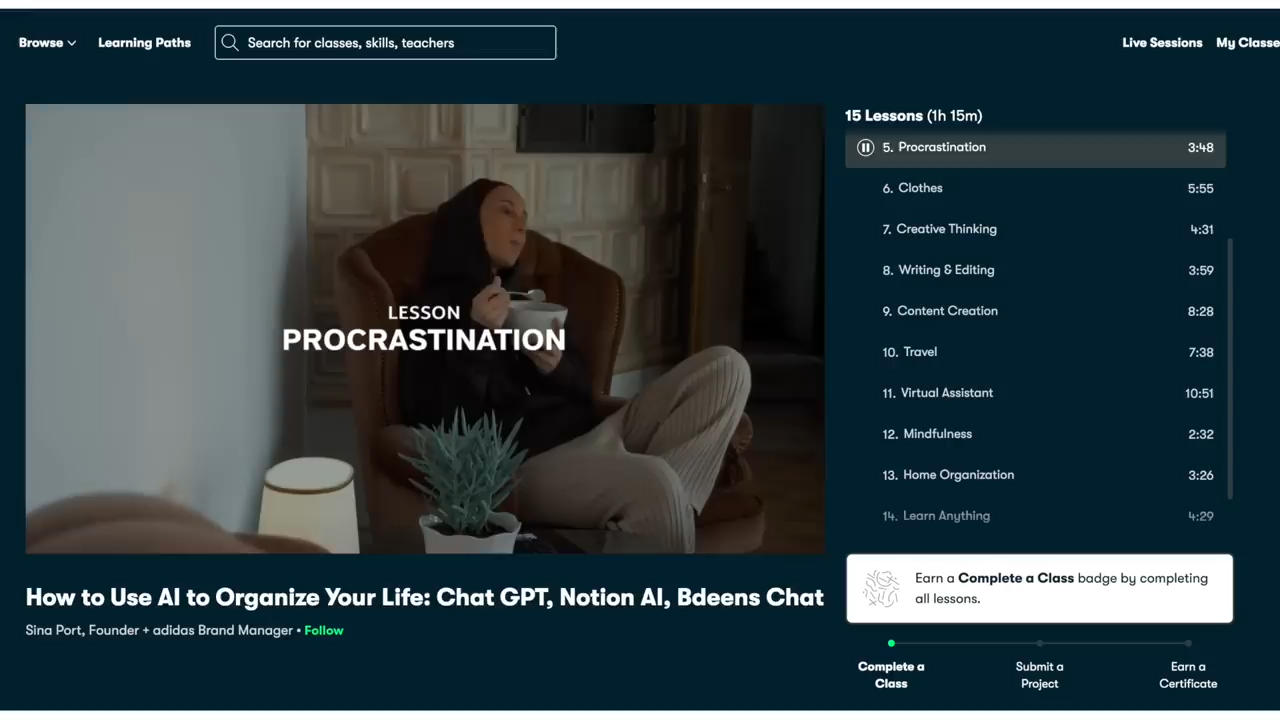 Browse
Learning Paths
Search for classes, skills, teachers
Live Sessions
My Classe
LESSON
PROCRASTINATION
15 Lessons (1h 15m)
5. Procrastination 3:48
6. Clothes 5:55
7. Creative Thinking 4:31
8. Writing & Editing 3:59
9. Content Creation 8:28
10. Travel 7:38
11. Virtual Assistant 10:51
12. Mindfulness 2:32
13. Home Organization 3:26
14. Learn Anything 4:29
How to Use AI to Organize Your Life: Chat GPT, Notion AI, Bdeens Chat
Sina Port, Founder + adidas Brand Manager • Follow
Earn a Complete a Class badge by completing
all lessons.
Complete a
Class
Submit a
Project
Earn a
Certificate